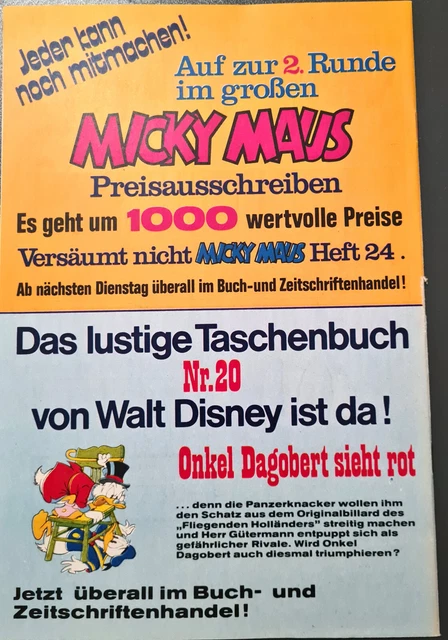 Jeder kann
noch mitmachen!
Auf zur 2. Runde
im großen
MICKY MAUS
Preisausschreiben
Es geht um 1000 wertvolle Preise
Versäumt nicht MICKY MAUS Heft 24.
Ab nächsten Dienstag überall im Buch-und Zeitschriftenhandel!
Das lustige Taschenbuch
Nr.20
von Walt Disney ist da!
Onkel Dagobert sieht rot
... denn die Panzerknacker wollen ihm
den Schatz aus dem Originalbillard des
„Fliegenden Holländers" streitig machen
und Herr Gütermann entpuppt sich als
gefährlicher Rivale. Wird Onkel
Dagobert auch diesmal triumphieren?
Jetzt überall im Buch- und
Zeitschriftenhandel!